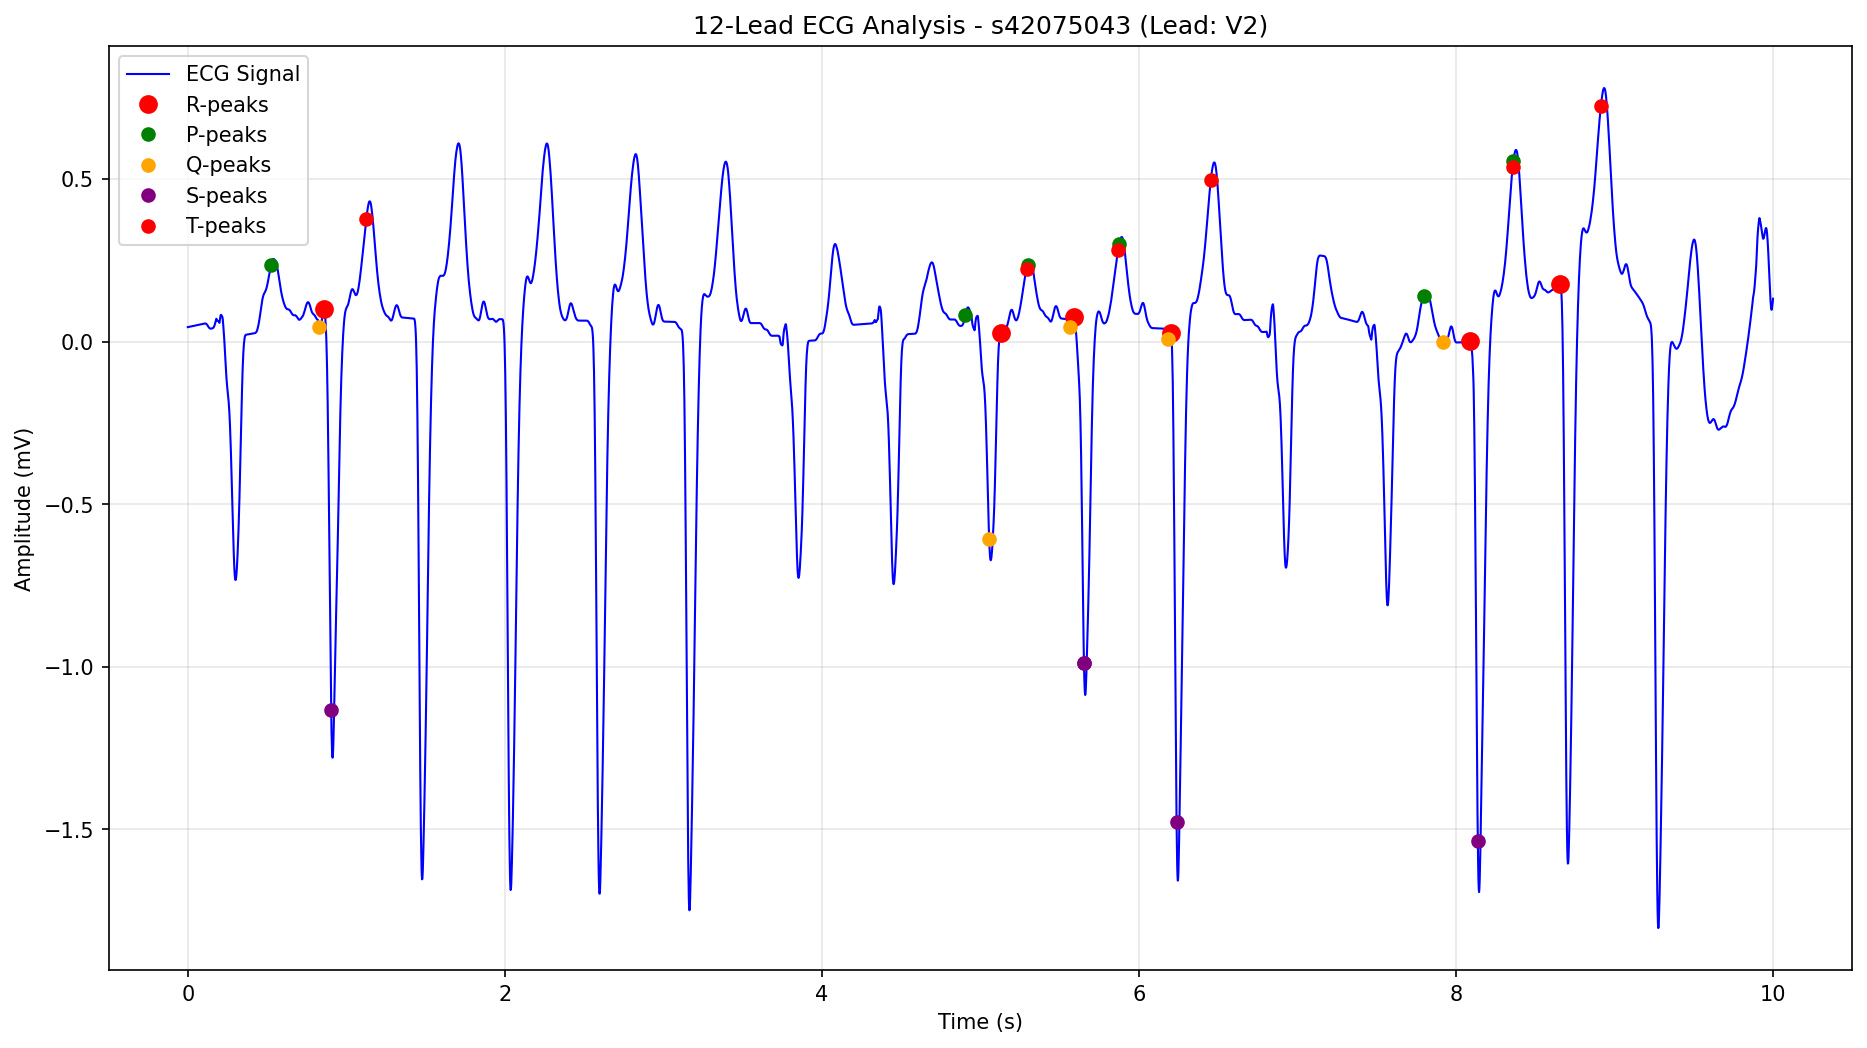 12-Lead ECG Analysis - s42075043 (Lead: V2)
ECG Signal
R-peaks
P-peaks
Q-peaks
S-peaks
T-peaks
Amplitude (mV)
0.5
0.0
−0.5
−1.0
−1.5
0 2 4 6 8 10
Time (s)